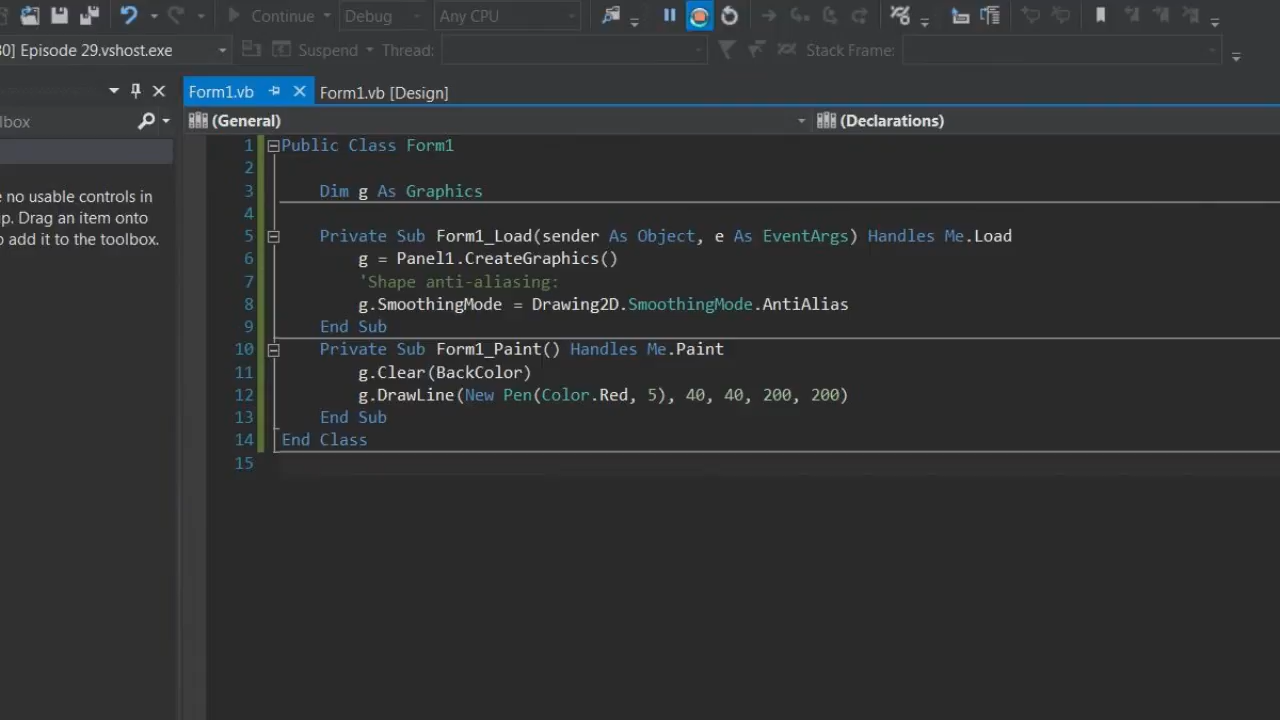 Continue Debug Any CPU
0] Episode 29.vshost.exe Suspend Thread: Stack Frame:
Form1.vb Form1.vb [Design]
lbox (General) (Declarations)
no usable controls in
p. Drag an item onto
add it to the toolbox.
1 Public Class Form1
2
3 Dim g As Graphics
4
5 Private Sub Form1_Load(sender As Object, e As EventArgs) Handles Me.Load
6 g = Panel1.CreateGraphics()
7 'Shape anti-aliasing:
8 g.SmoothingMode = Drawing2D.SmoothingMode.AntiAlias
9 End Sub
10 Private Sub Form1_Paint() Handles Me.Paint
11 g.Clear(BackColor)
12 g.DrawLine(New Pen(Color.Red, 5), 40, 40, 200, 200)
13 End Sub
14 End Class
15